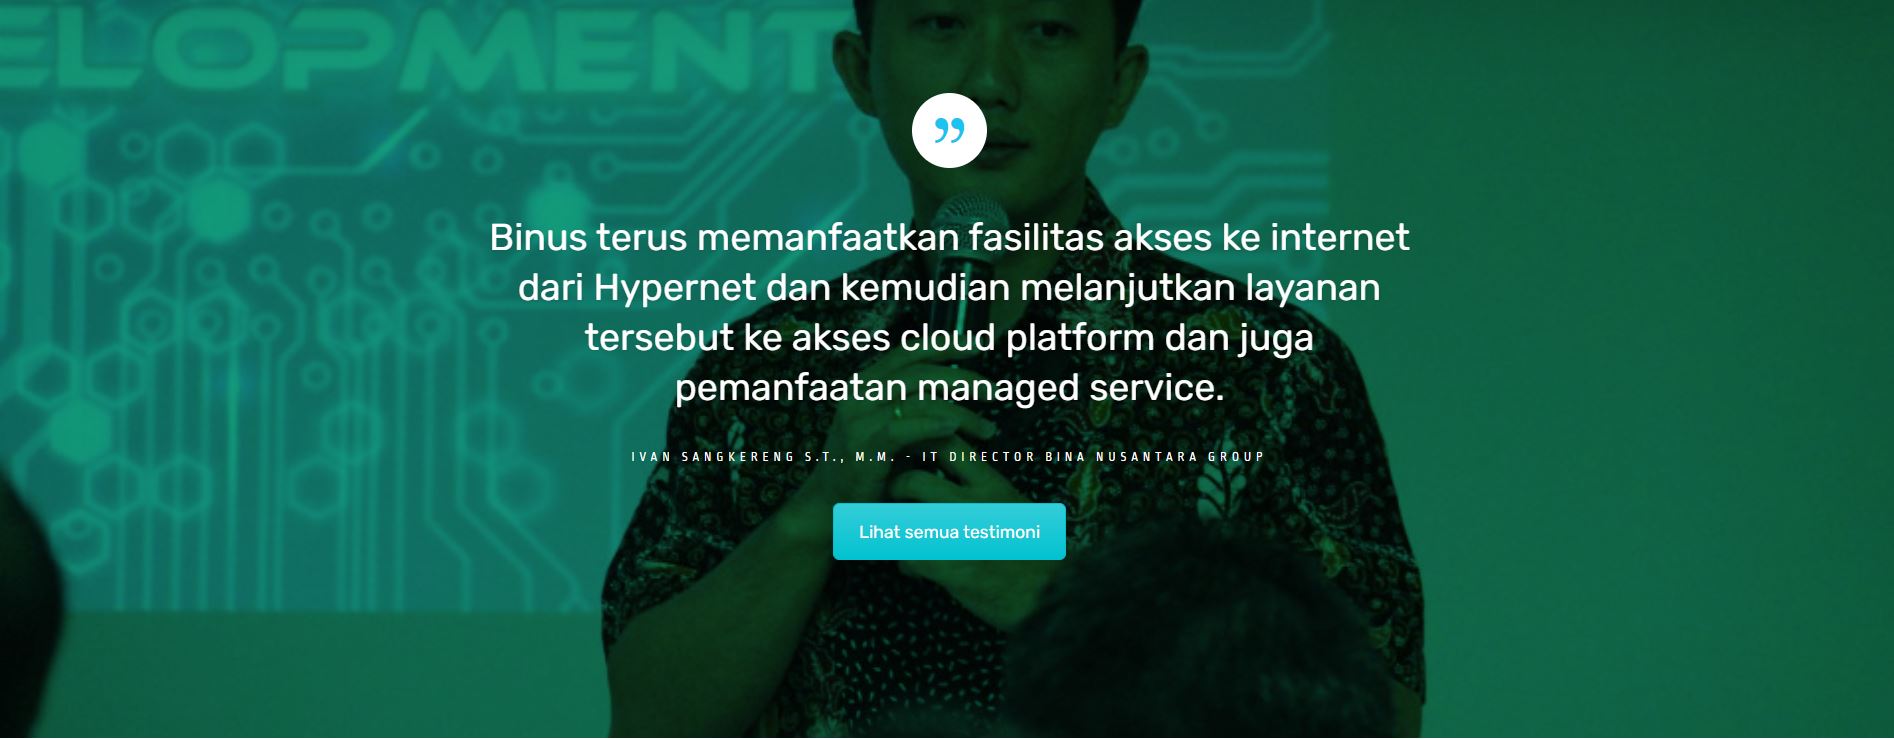 ELOPMENT
”
Binus terus memanfaatkan fasilitas akses ke internet
dari Hypernet dan kemudian melanjutkan layanan
tersebut ke akses cloud platform dan juga
pemanfaatan managed service.
IVAN SANGKERENG S.T., M.M. - IT DIRECTOR BINA NUSANTARA GROUP
Lihat semua testimoni